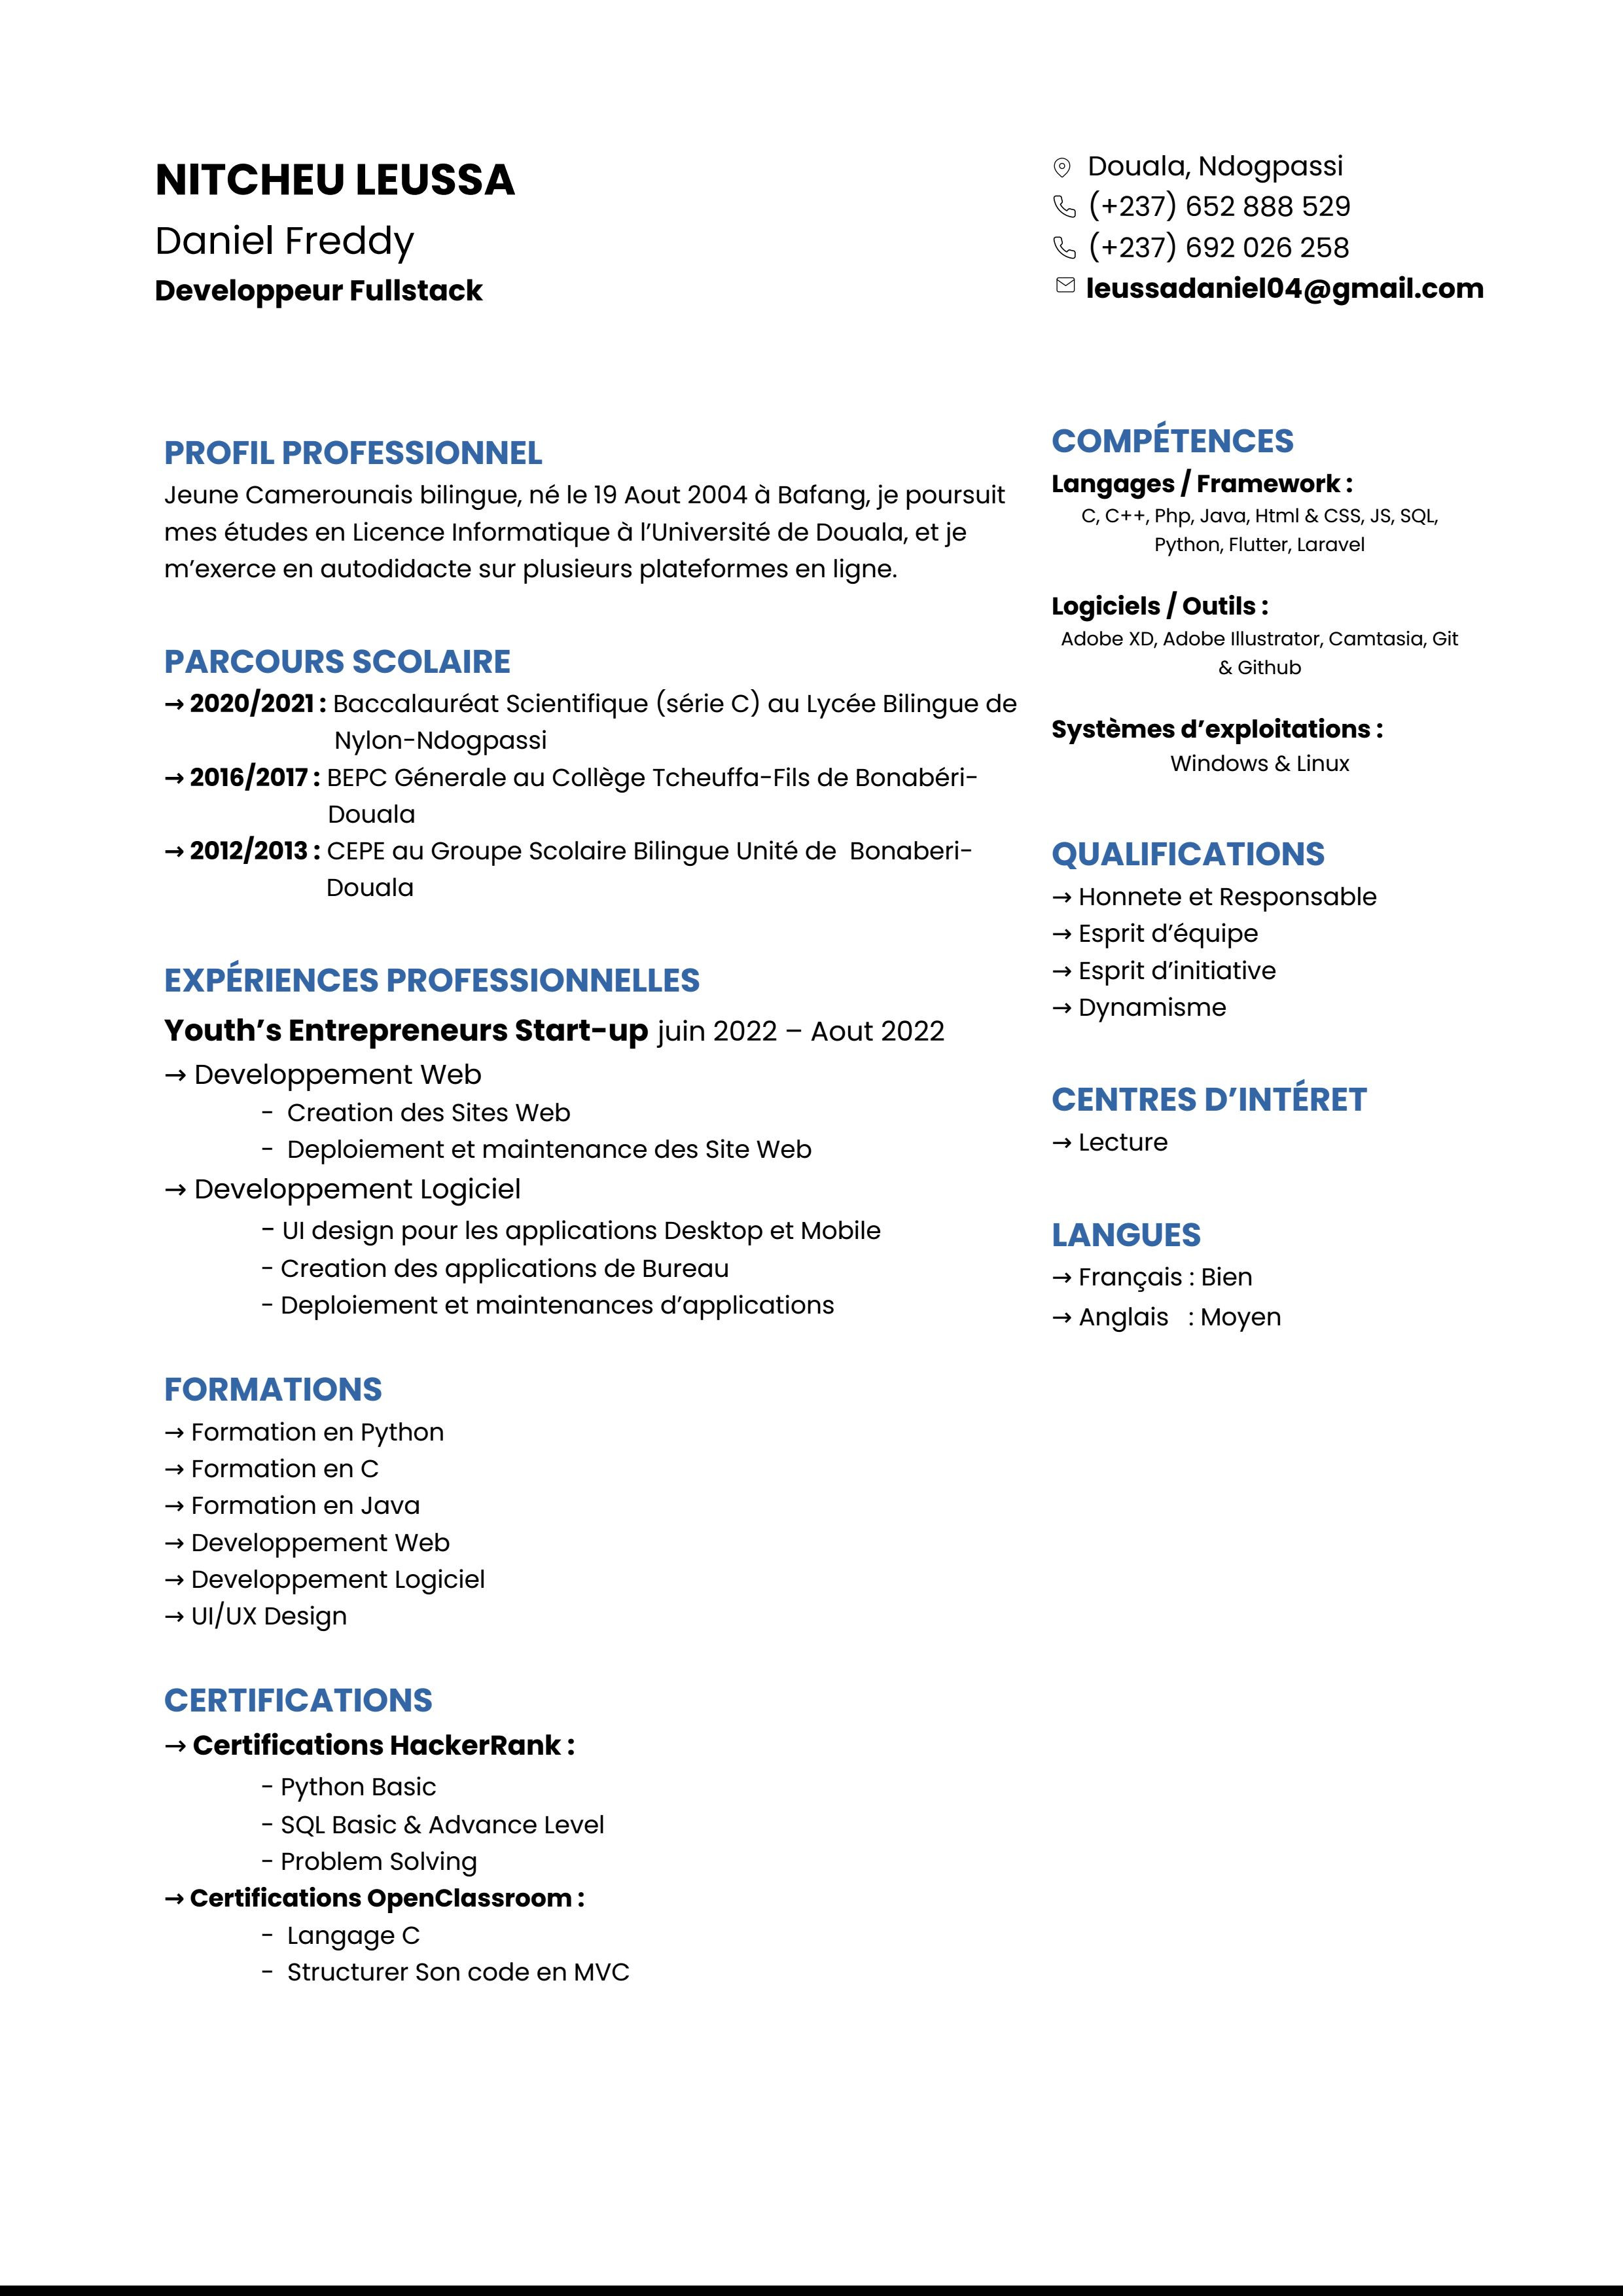 NITCHEU LEUSSA
Daniel Freddy
Developpeur Fullstack
Douala, Ndogpassi
(+237) 652 888 529
(+237) 692 026 258
leussadaniel04@gmail.com
PROFIL PROFESSIONNEL
Jeune Camerounais bilingue, né le 19 Aout 2004 à Bafang, je poursuit
mes études en Licence Informatique à l’Université de Douala, et je
m’exerce en autodidacte sur plusieurs plateformes en ligne.
PARCOURS SCOLAIRE
→ 2020/2021 : Baccalauréat Scientifique (série C) au Lycée Bilingue de
Nylon-Ndogpassi
→ 2016/2017 : BEPC Génerale au Collège Tcheuffa-Fils de Bonabéri-
Douala
→ 2012/2013 : CEPE au Groupe Scolaire Bilingue Unité de Bonaberi-
Douala
EXPÉRIENCES PROFESSIONNELLES
Youth’s Entrepreneurs Start-up juin 2022 – Aout 2022
→ Developpement Web
- Creation des Sites Web
- Deploiement et maintenance des Site Web
→ Developpement Logiciel
- UI design pour les applications Desktop et Mobile
- Creation des applications de Bureau
- Deploiement et maintenances d’applications
FORMATIONS
→ Formation en Python
→ Formation en C
→ Formation en Java
→ Developpement Web
→ Developpement Logiciel
→ UI/UX Design
CERTIFICATIONS
→ Certifications HackerRank :
- Python Basic
- SQL Basic & Advance Level
- Problem Solving
→ Certifications OpenClassroom :
- Langage C
- Structurer Son code en MVC
COMPÉTENCES
Langages / Framework :
C, C++, Php, Java, Html & CSS, JS, SQL,
Python, Flutter, Laravel
Logiciels / Outils :
Adobe XD, Adobe Illustrator, Camtasia, Git
& Github
Systèmes d’exploitations :
Windows & Linux
QUALIFICATIONS
→ Honnete et Responsable
→ Esprit d’équipe
→ Esprit d’initiative
→ Dynamisme
CENTRES D’INTÉRET
→ Lecture
LANGUES
→ Français : Bien
→ Anglais : Moyen